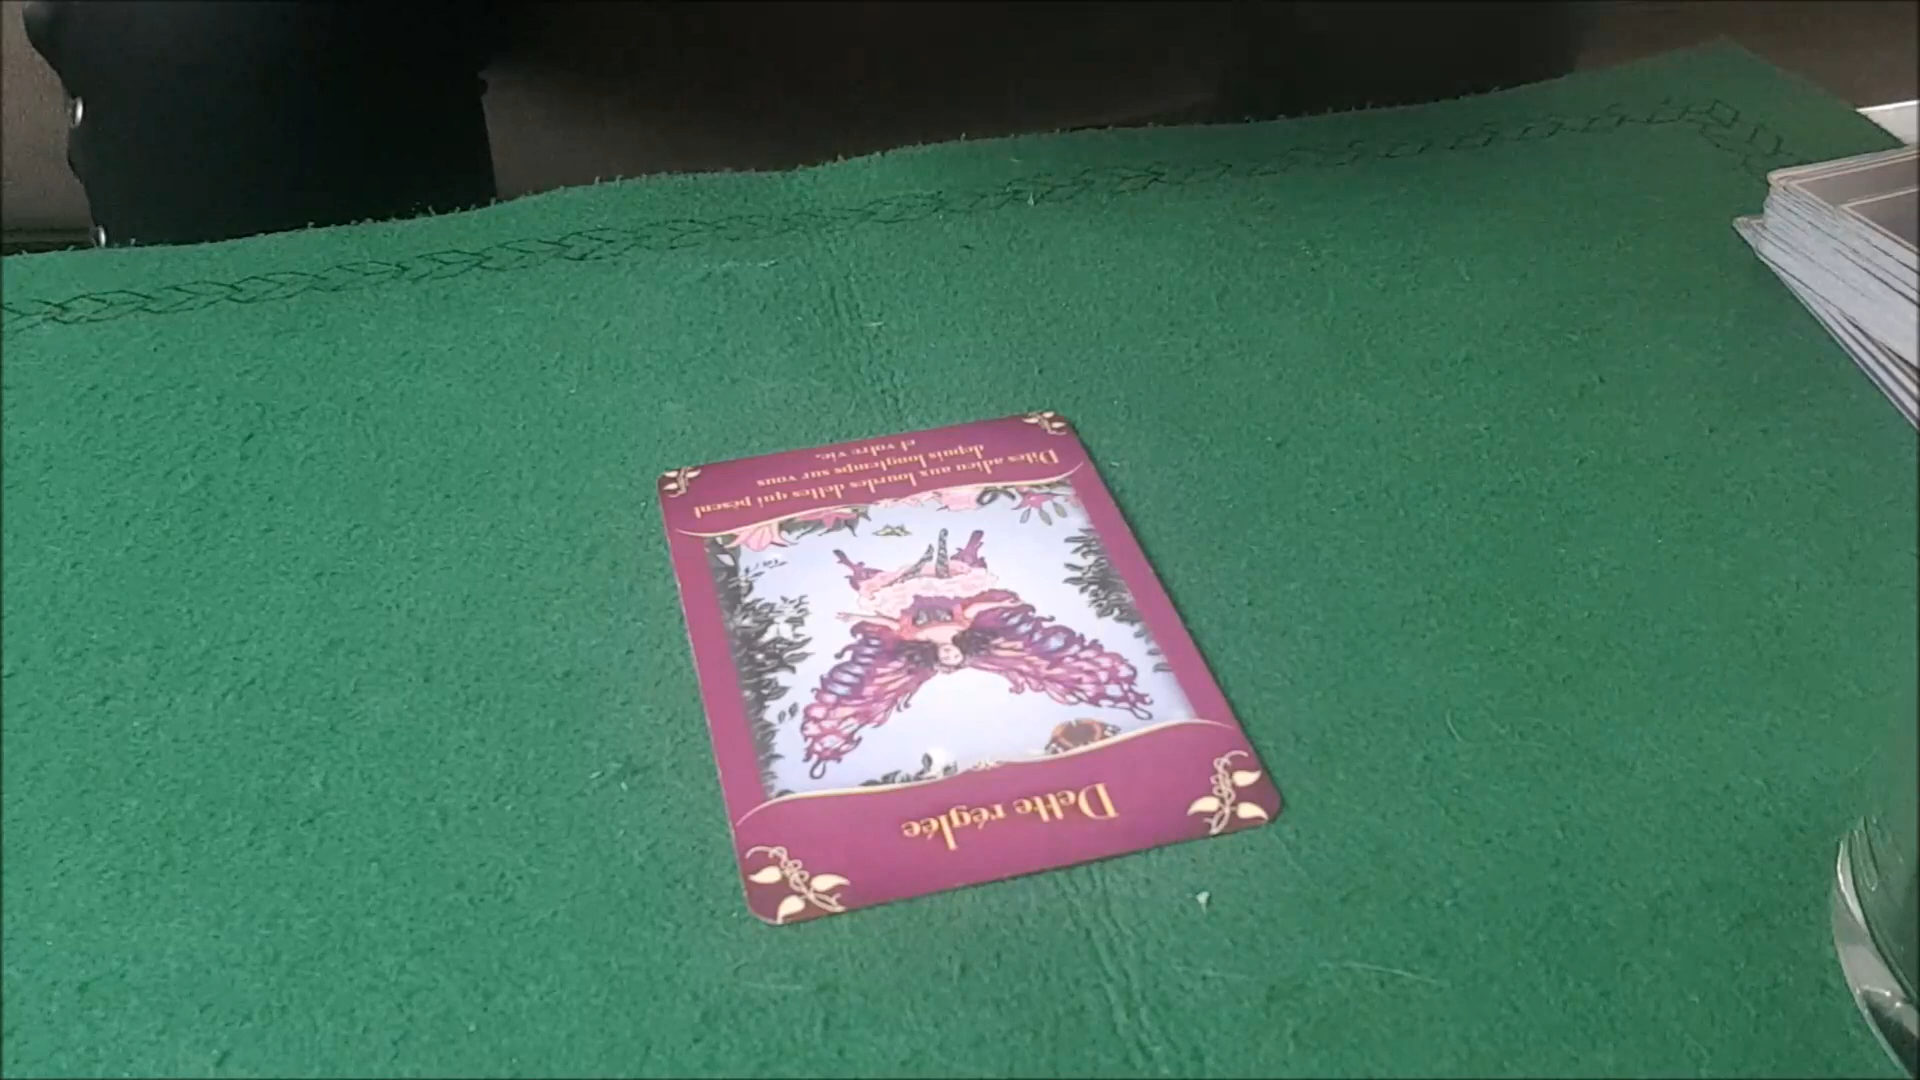 Dette réglée
Dites adieu aux lourdes dettes qui pèsent
depuis longtemps sur vous
et votre vie.